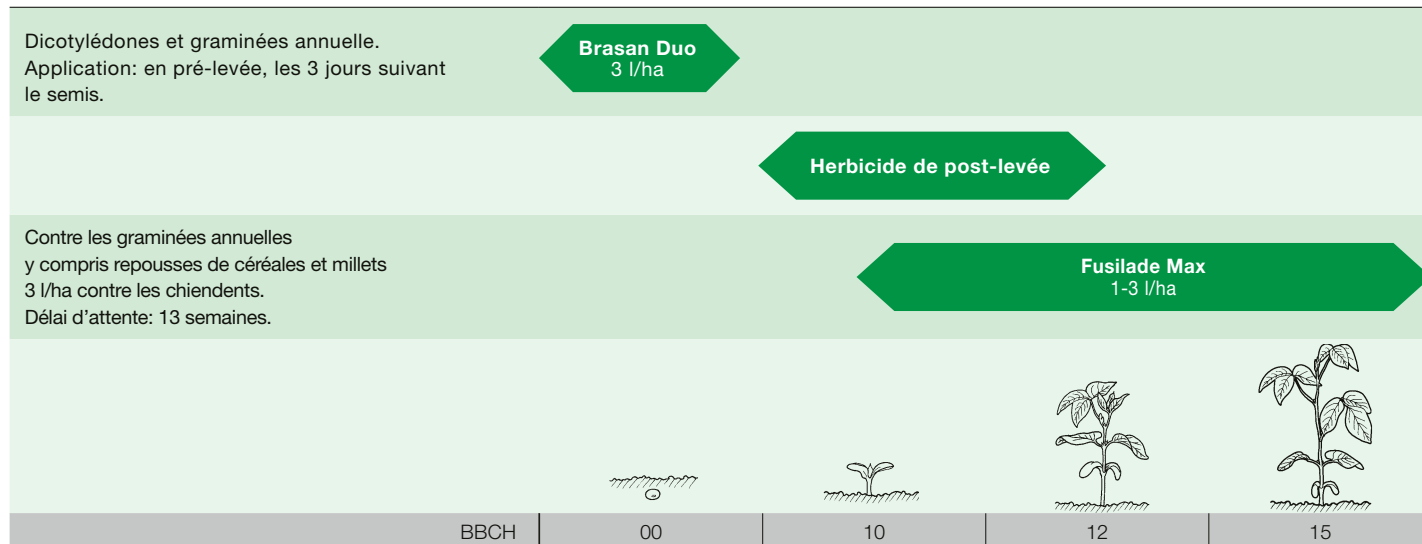 Dicotylédones et graminées annuelle.
Application: en pré-levée, les 3 jours suivant
le semis.
Brasan Duo
3 l/ha
Herbicide de post-levée
Contre les graminées annuelles
y compris repousses de céréales et millets
3 l/ha contre les chiendents.
Délai d'attente: 13 semaines.
Fusilade Max
1-3 l/ha
BBCH 00 10 12 15